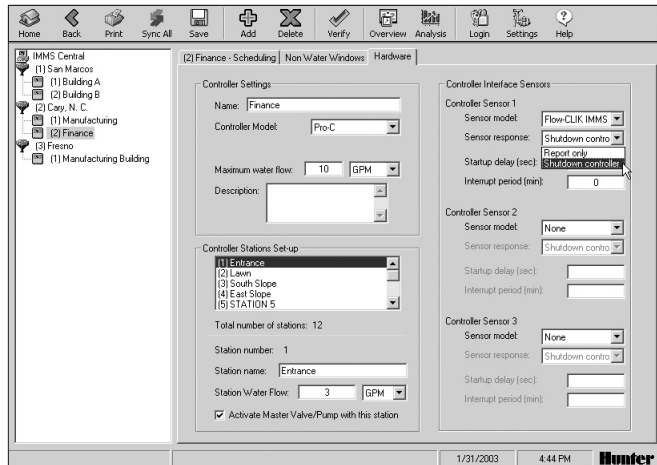 Home Back Print Sync All Save Add Delete Verify Overview Analysis Login Settings Help
IMMS Central
(1) San Marcos
(1) Building A
(2) Building B
(2) Cary, N. C.
(1) Manufacturing
(2) Finance
(3) Fresno
(1) Manufacturing Building
(2) Finance - Scheduling Non Water Windows Hardware
Controller Settings
Name: Finance
Controller Model: Pro-C
Maximum water flow: 10 GPM
Description:
Controller Stations Set-up
(1) Entrance
(2) Lawn
(3) South Slope
(4) East Slope
(5) STATION 5
Total number of stations: 12
Station number: 1
Station name: Entrance
Station Water Flow: 3 GPM
Activate Master Valve/Pump with this station
Controller Interface Sensors
Controller Sensor 1
Sensor model: Flow-CLIK IMMS
Sensor response: Shutdown contro
Report only
Startup delay (sec): Shutdown controller
Interrupt period (min): 0
Controller Sensor 2
Sensor model: None
Sensor response: Shutdown contro
Startup delay (sec):
Interrupt period (min):
Controller Sensor 3
Sensor model: None
Sensor response: Shutdown contro
Startup delay (sec):
Interrupt period (min):
1/31/2003 4:44 PM Hunter